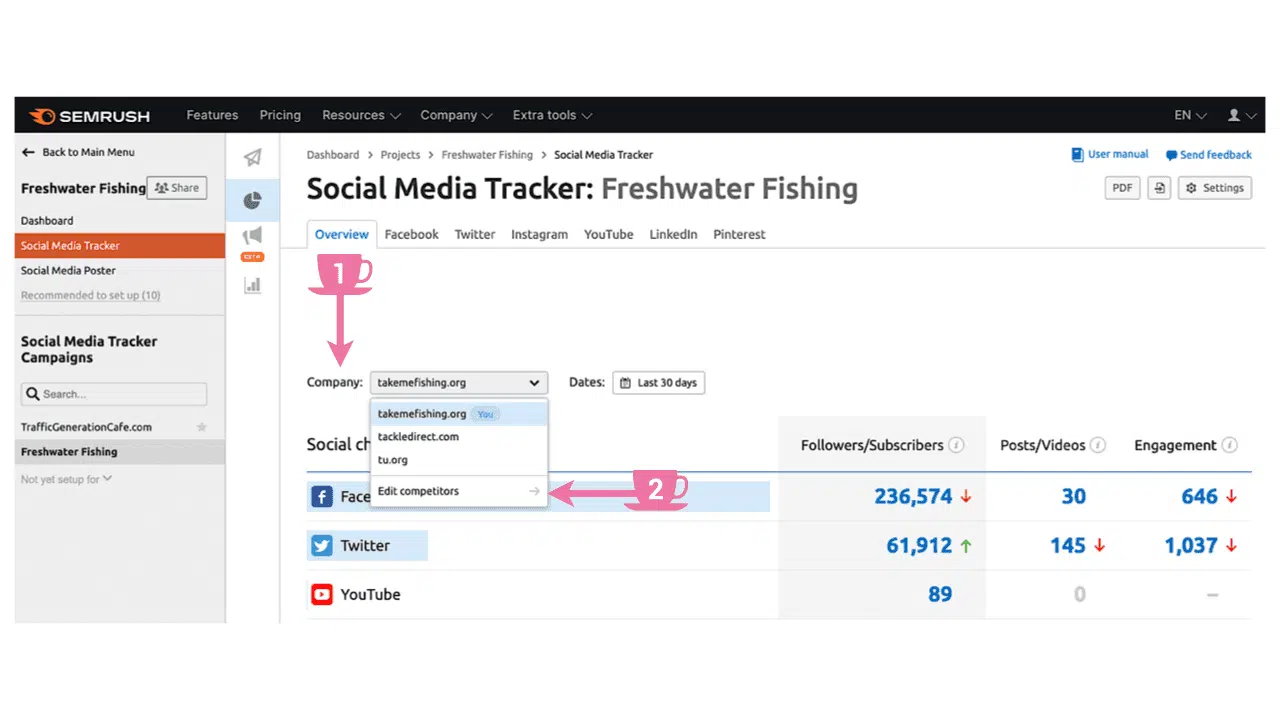 SEMRUSH Features Pricing Resources Company Extra tools EN
Back to Main Menu
Freshwater Fishing Share
Dashboard
Social Media Tracker
Social Media Poster
Recommended to set up (10)
Social Media Tracker
Campaigns
Search...
TrafficGenerationCafe.com
Freshwater Fishing
Not yet setup for
Dashboard > Projects > Freshwater Fishing > Social Media Tracker
User manual Send feedback
Social Media Tracker: Freshwater Fishing
PDF Settings
Overview Facebook Twitter Instagram YouTube LinkedIn Pinterest
1
Company: takemefishing.org Dates: Last 30 days
takemefishing.org You
tackledirect.com
tu.org
Edit competitors
2
Social ch Followers/Subscribers Posts/Videos Engagement
Face 236,574 30 646
Twitter 61,912 145 1,037
YouTube 89 0 –